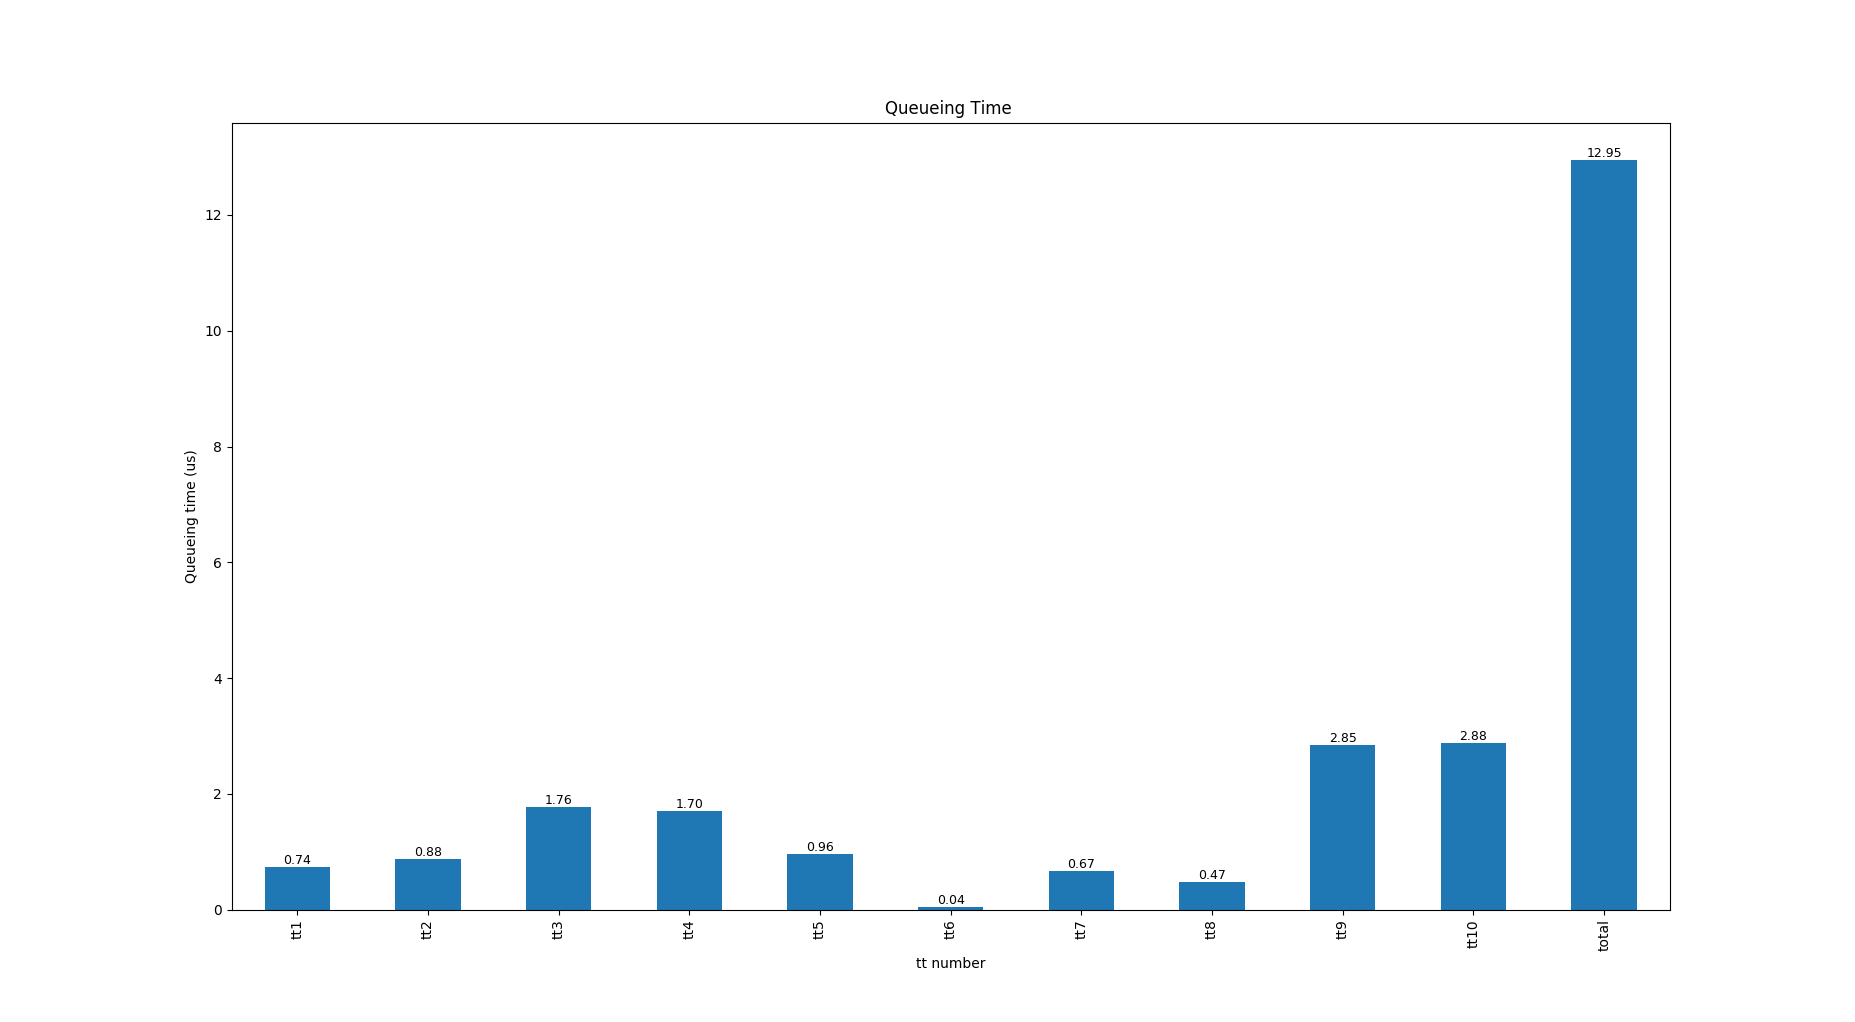 Queueing Time
Queueing time (us)
12
10
8
6
4
2
0
0.74
0.88
1.76
1.70
0.96
0.04
0.67
0.47
2.85
2.88
12.95
tt1
tt2
tt3
tt4
tt5
tt6
tt7
tt8
tt9
tt10
total
tt number